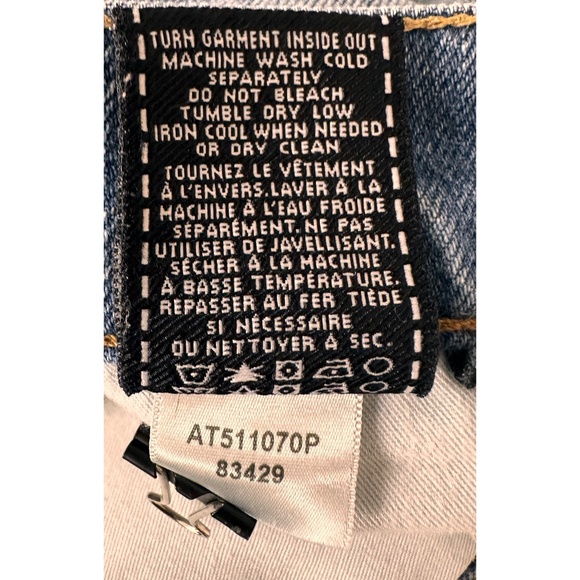 TURN GARMENT INSIDE OUT
MACHINE WASH COLD
SEPARATELY
DO NOT BLEACH
TUMBLE DRY LOW
IRON COOL WHEN NEEDED
OR DRY CLEAN
TOURNEZ LE VÊTEMENT
À L'ENVERS.LAVER À LA
MACHINE À L'EAU FROIDE
SÉPARÉMENT. NE PAS
UTILISER DE JAVELLISANT.
SÉCHER À LA MACHINE
À BASSE TEMPÉRATURE.
REPASSER AU FER TIÈDE
SI NÉCESSAIRE
OU NETTOYER À SEC.
AT511070P
83429